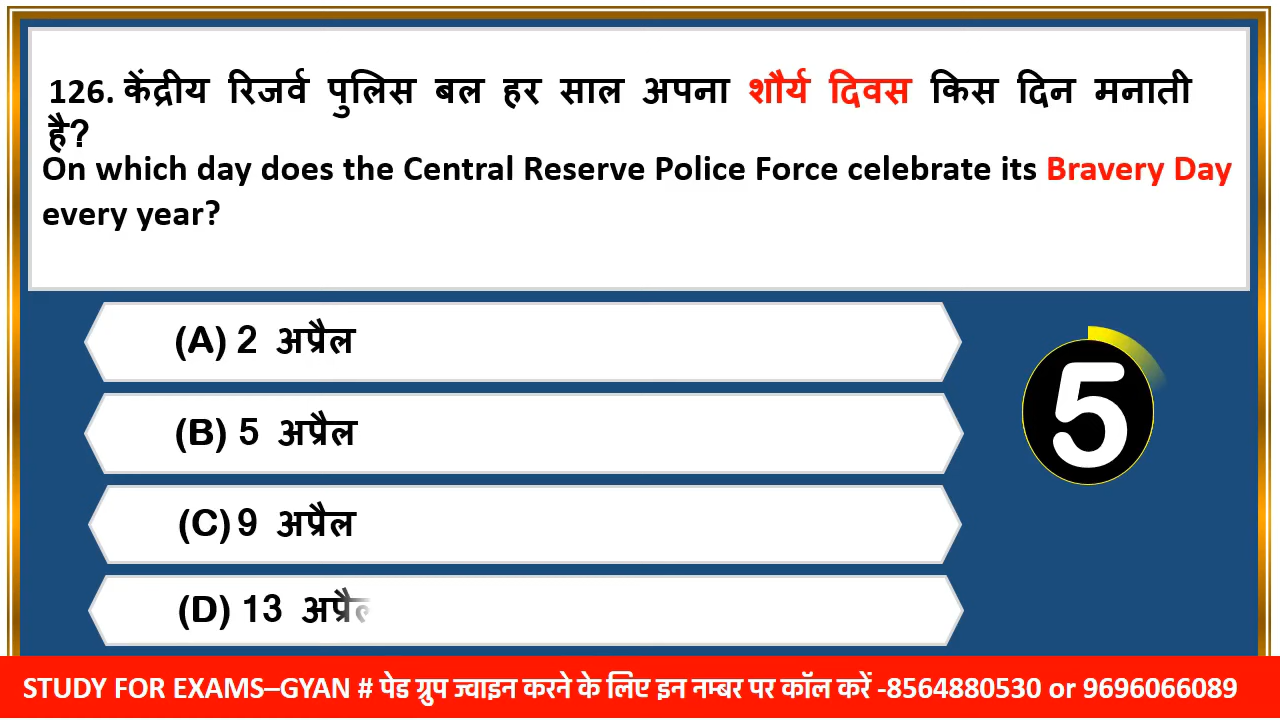 126. केंद्रीय रिजर्व पुलिस बल हर साल अपना शौर्य दिवस किस दिन मनाती
है?
On which day does the Central Reserve Police Force celebrate its Bravery Day
every year?
(A) 2 अप्रैल
5
(B) 5 अप्रैल
(C) 9 अप्रैल
(D) 13 अप्रैल
STUDY FOR EXAMS–GYAN # पेड ग्रुप ज्वाइन करने के लिए इन नम्बर पर कॉल करें -8564880530 or 9696066089